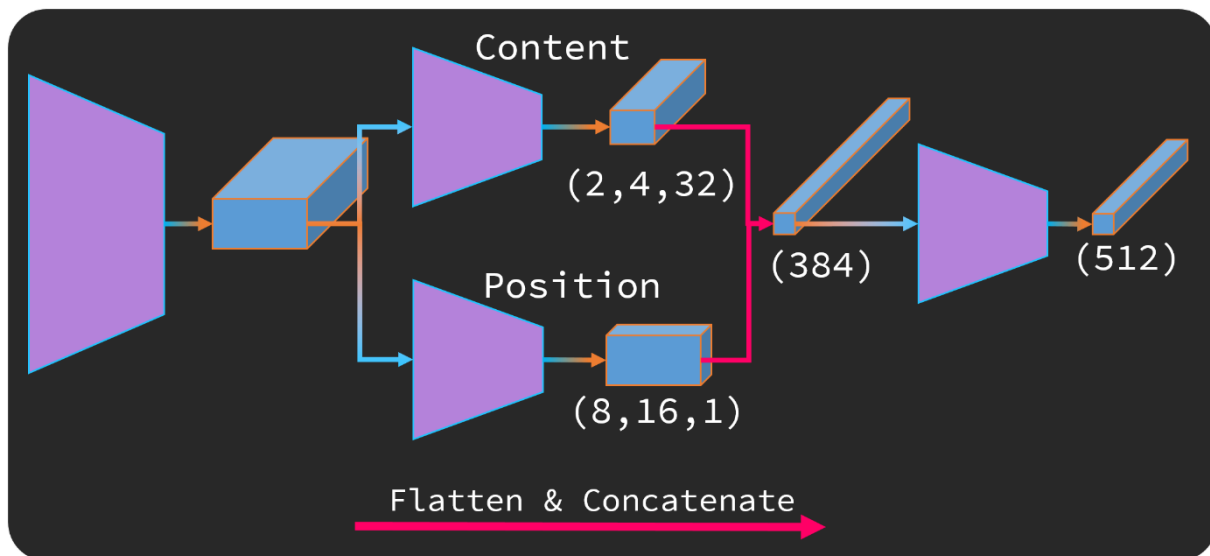 Content
(2,4,32)
Position
(8,16,1)
(384)
(512)
Flatten & Concatenate